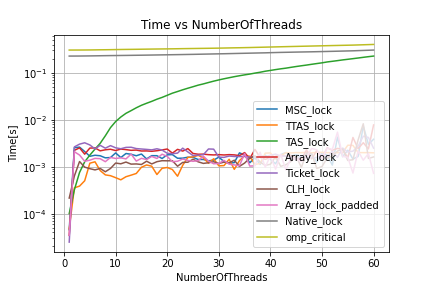 Time vs NumberOfThreads
10⁻¹
10⁻²
10⁻³
10⁻⁴
Time[s]
MSC_lock
TTAS_lock
TAS_lock
Array_lock
Ticket_lock
CLH_lock
Array_lock_padded
Native_lock
omp_critical
0 10 20 30 40 50 60
NumberOfThreads